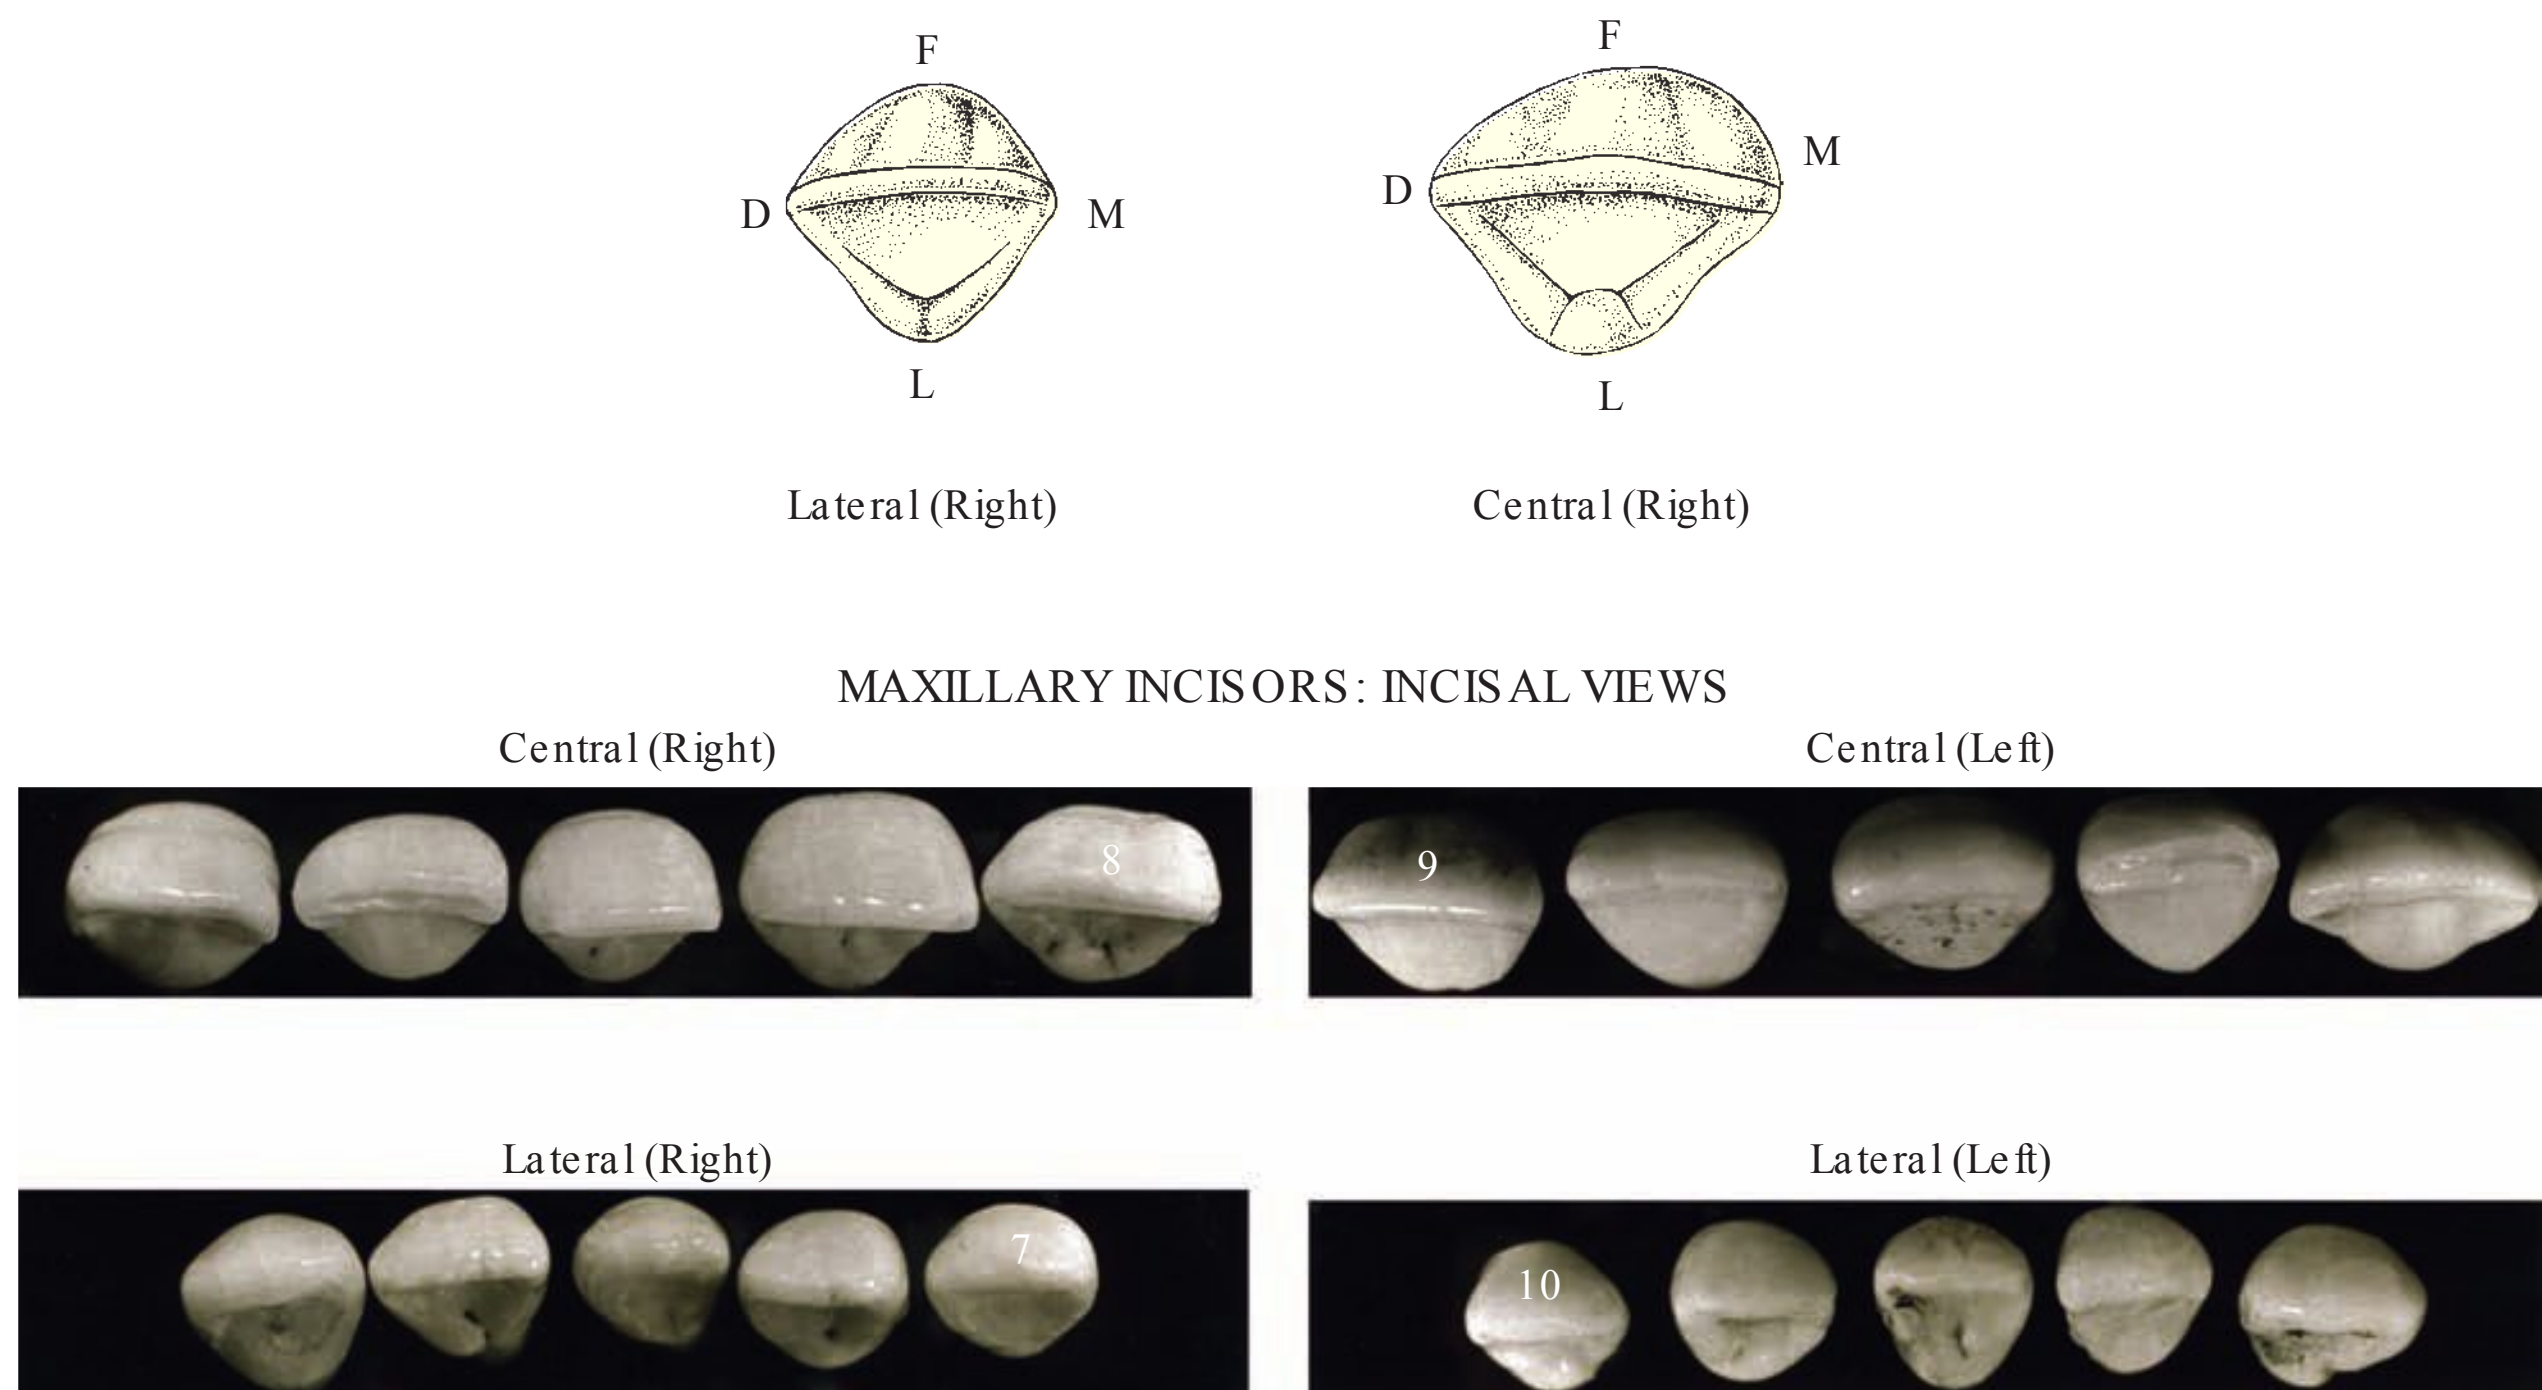 F
F
M
D
D
M
M
L
L
Lateral (Right)
Central (Right)
MAXILLARY INCISORS: INCISAL VIEWS
Central (Right)
Central (Left)
8
9
Lateral (Right)
Lateral (Left)
7
10